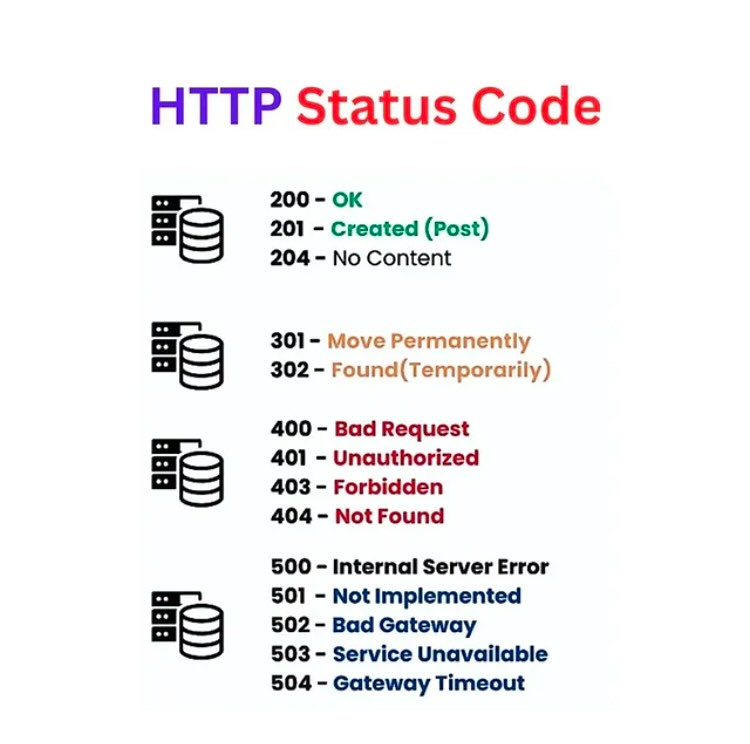 HTTP Status Code
200 - OK
201 - Created (Post)
204 - No Content
301 - Move Permanently
302 - Found(Temporarily)
400 - Bad Request
401 - Unauthorized
403 - Forbidden
404 - Not Found
500 - Internal Server Error
501 - Not Implemented
502 - Bad Gateway
503 - Service Unavailable
504 - Gateway Timeout